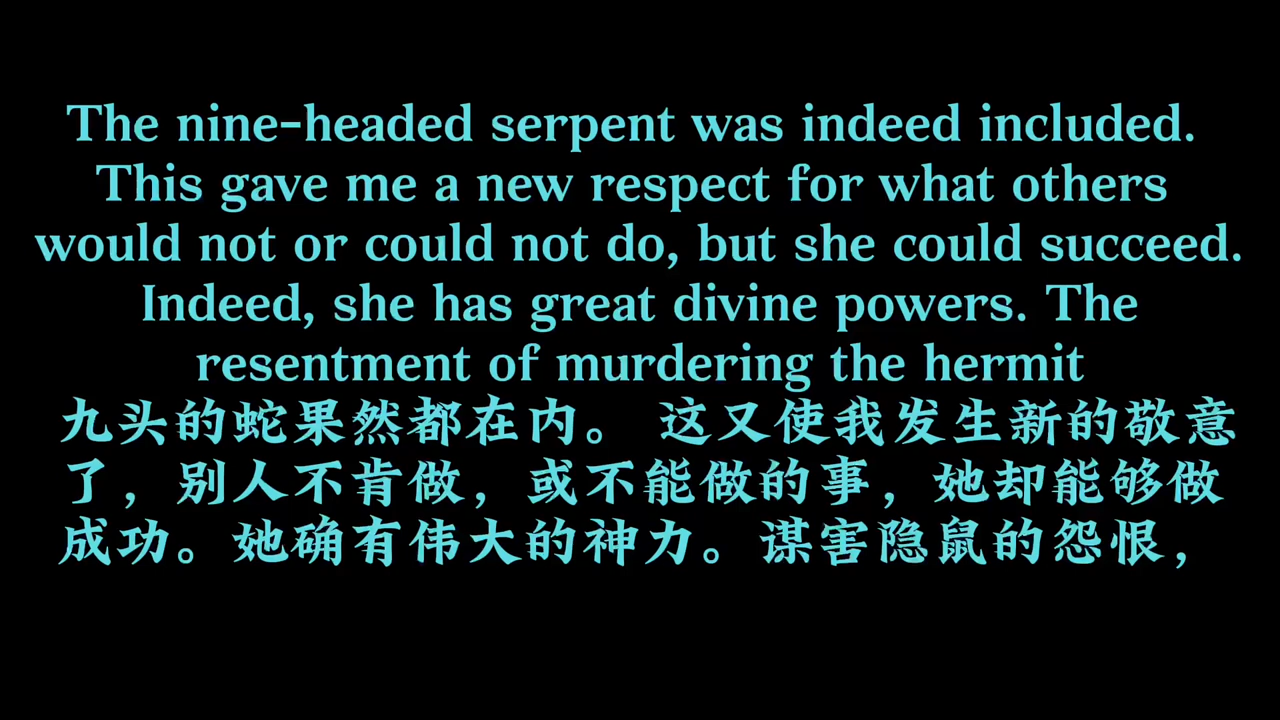 The nine-headed serpent was indeed included.
This gave me a new respect for what others
would not or could not do, but she could succeed.
Indeed, she has great divine powers. The
resentment of murdering the hermit
九头的蛇果然都在内。 这又使我发生新的敬意
了，别人不肯做，或不能做的事，她却能够做
成功。她确有伟大的神力。谋害隐鼠的怨恨，